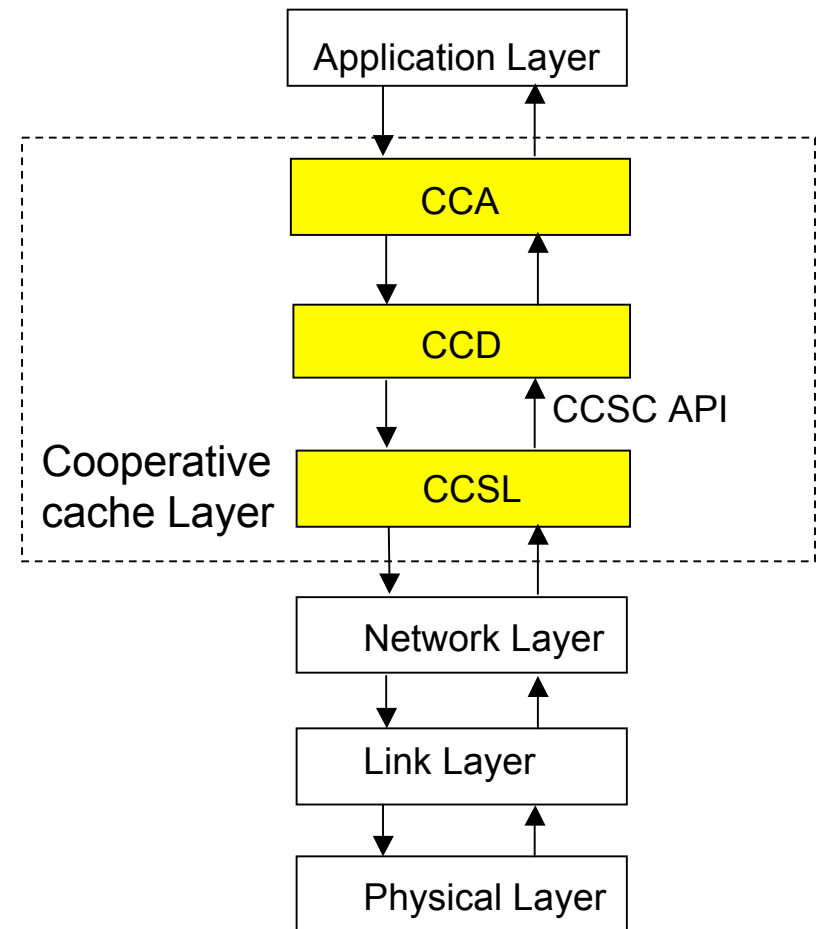 Application Layer
CCA
CCD
CCSC API
Cooperative
cache Layer
CCSL
Network Layer
Link Layer
Physical Layer